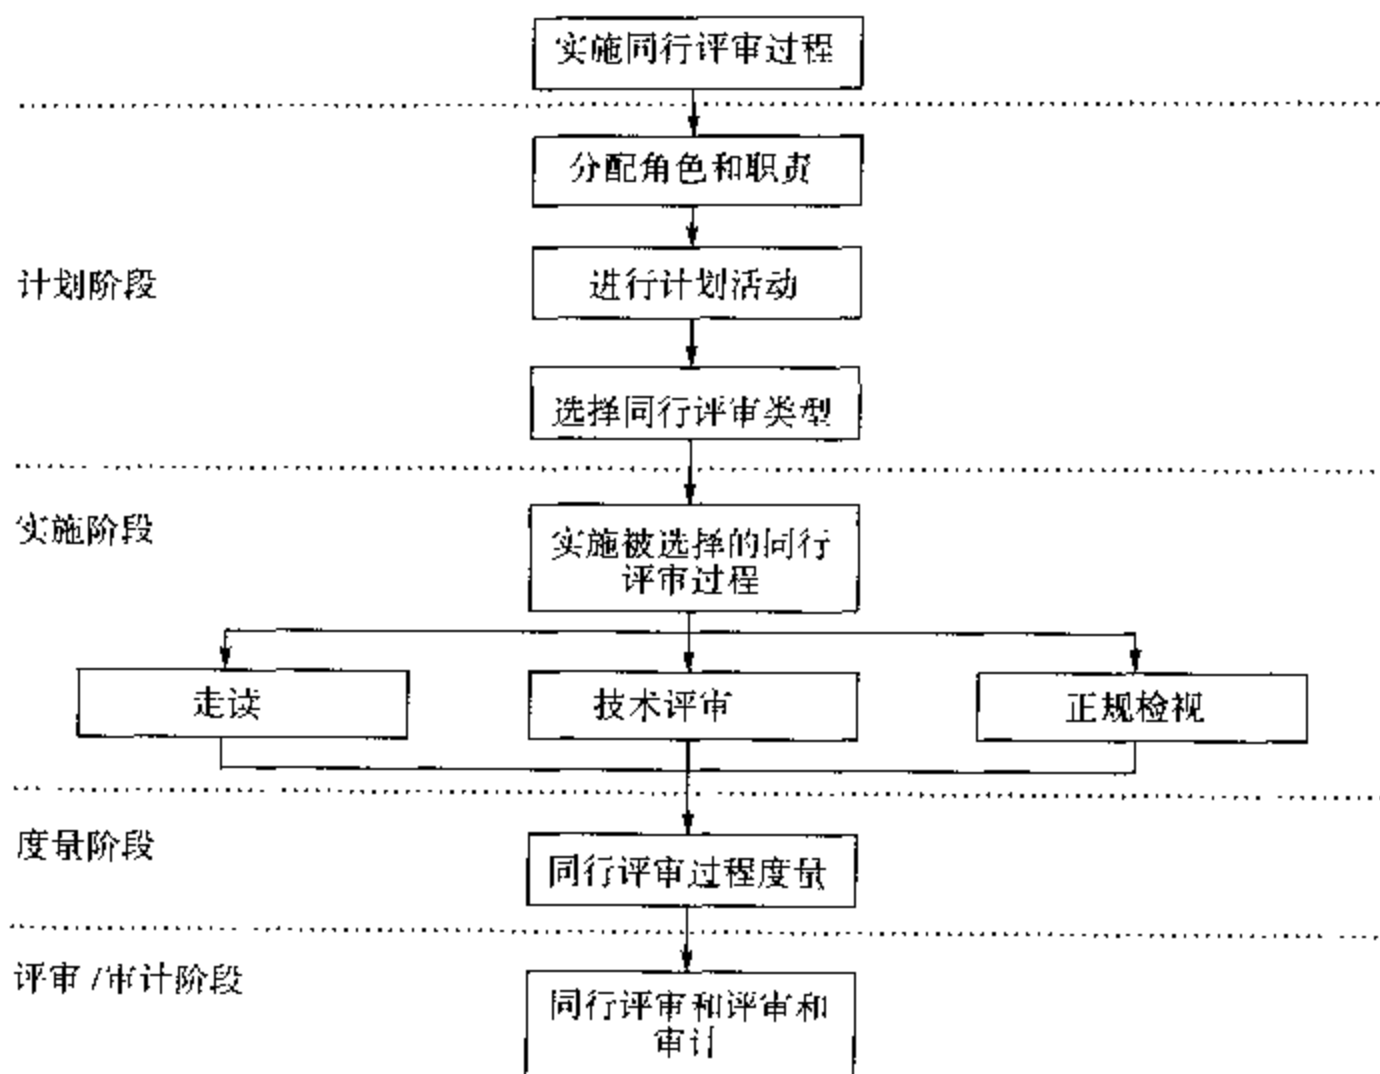 实施同行评审过程
分配角色和职责
计划阶段
进行计划活动
选择同行评审类型
实施阶段
实施被选择的同行
评审过程
走读
技术评审
正规检视
度量阶段
同行评审过程度量
评审/审计阶段
同行评审和评审和
审计